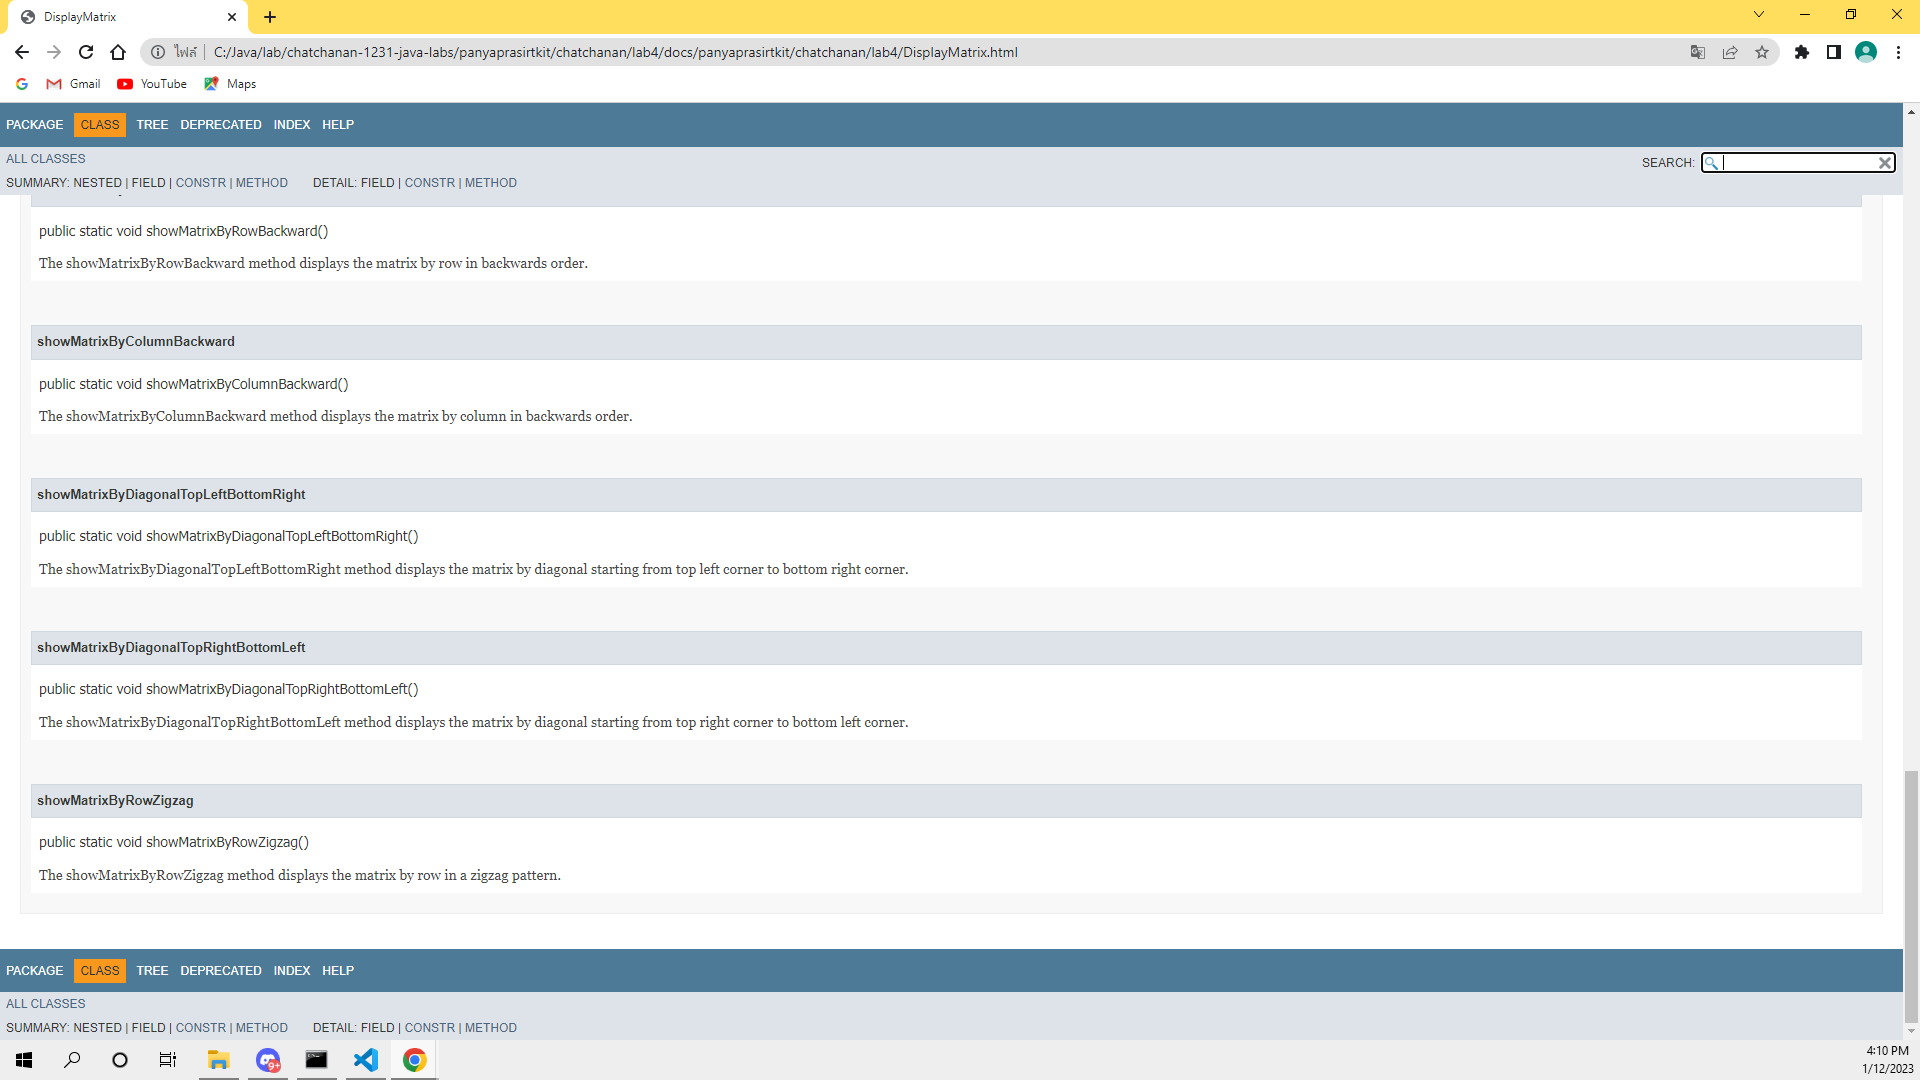 DisplayMatrix
ไฟล์ C:/Java/lab/chatchanan-1231-java-labs/panyaprasirtkit/chatchanan/lab4/docs/panyaprasirtkit/chatchanan/lab4/DisplayMatrix.html
Gmail YouTube Maps
PACKAGE CLASS TREE DEPRECATED INDEX HELP
ALL CLASSES
SEARCH:
SUMMARY: NESTED | FIELD | CONSTR | METHOD DETAIL: FIELD | CONSTR | METHOD
public static void showMatrixByRowBackward()
The showMatrixByRowBackward method displays the matrix by row in backwards order.
showMatrixByColumnBackward
public static void showMatrixByColumnBackward()
The showMatrixByColumnBackward method displays the matrix by column in backwards order.
showMatrixByDiagonalTopLeftBottomRight
public static void showMatrixByDiagonalTopLeftBottomRight()
The showMatrixByDiagonalTopLeftBottomRight method displays the matrix by diagonal starting from top left corner to bottom right corner.
showMatrixByDiagonalTopRightBottomLeft
public static void showMatrixByDiagonalTopRightBottomLeft()
The showMatrixByDiagonalTopRightBottomLeft method displays the matrix by diagonal starting from top right corner to bottom left corner.
showMatrixByRowZigzag
public static void showMatrixByRowZigzag()
The showMatrixByRowZigzag method displays the matrix by row in a zigzag pattern.
PACKAGE CLASS TREE DEPRECATED INDEX HELP
ALL CLASSES
SUMMARY: NESTED | FIELD | CONSTR | METHOD DETAIL: FIELD | CONSTR | METHOD
9+
4:10 PM
1/12/2023